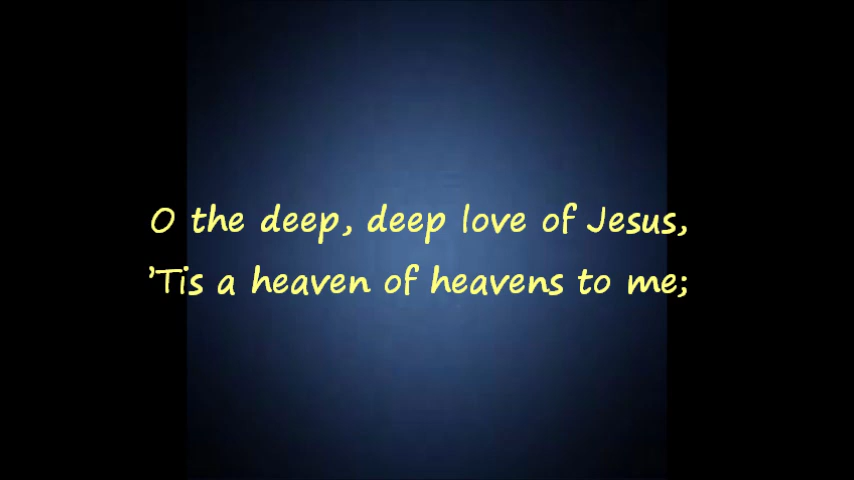 O the deep, deep love of Jesus,
’Tis a heaven of heavens to me;